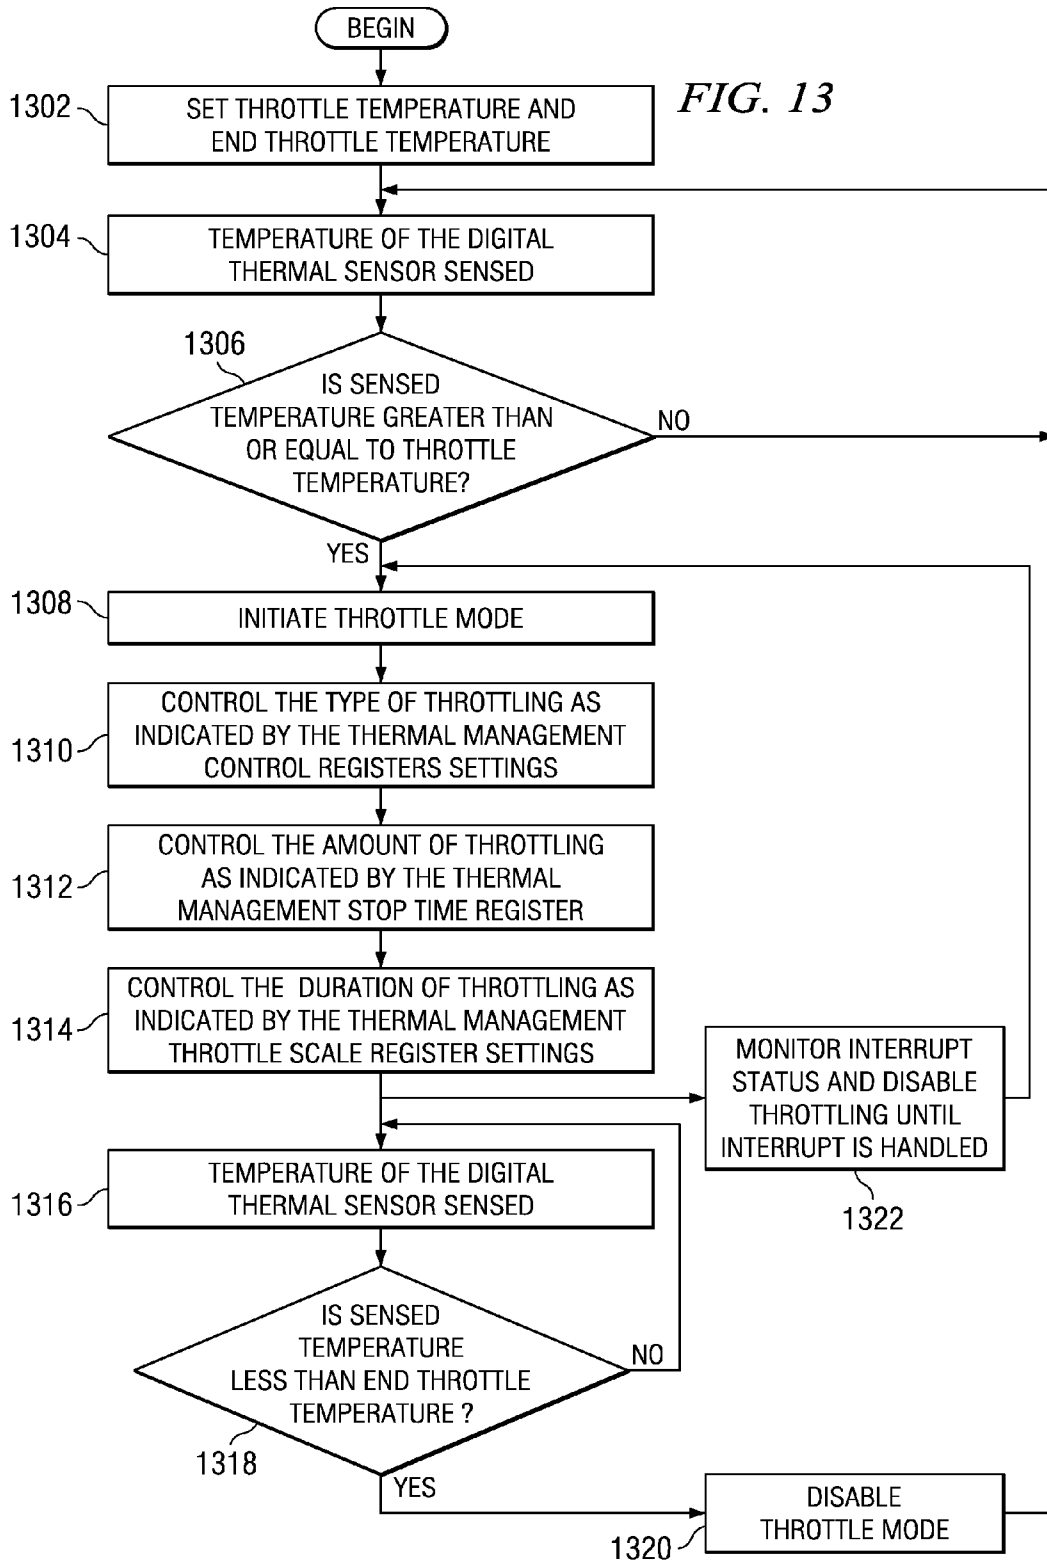 BEGIN
FIG. 13
1302
SET THROTTLE TEMPERATURE AND
END THROTTLE TEMPERATURE
1304
TEMPERATURE OF THE DIGITAL
THERMAL SENSOR SENSED
1306
IS SENSED
TEMPERATURE GREATER THAN
OR EQUAL TO THROTTLE
TEMPERATURE?
NO
YES
1308
INITIATE THROTTLE MODE
1310
CONTROL THE TYPE OF THROTTLING AS
INDICATED BY THE THERMAL MANAGEMENT
CONTROL REGISTERS SETTINGS
1312
CONTROL THE AMOUNT OF THROTTLING
AS INDICATED BY THE THERMAL
MANAGEMENT STOP TIME REGISTER
1314
CONTROL THE DURATION OF THROTTLING AS
INDICATED BY THE THERMAL MANAGEMENT
THROTTLE SCALE REGISTER SETTINGS
MONITOR INTERRUPT
STATUS AND DISABLE
THROTTLING UNTIL
INTERRUPT IS HANDLED
1322
1316
TEMPERATURE OF THE DIGITAL
THERMAL SENSOR SENSED
IS SENSED
TEMPERATURE
LESS THAN END THROTTLE
TEMPERATURE ?
NO
1318
YES
DISABLE
THROTTLE MODE
1320